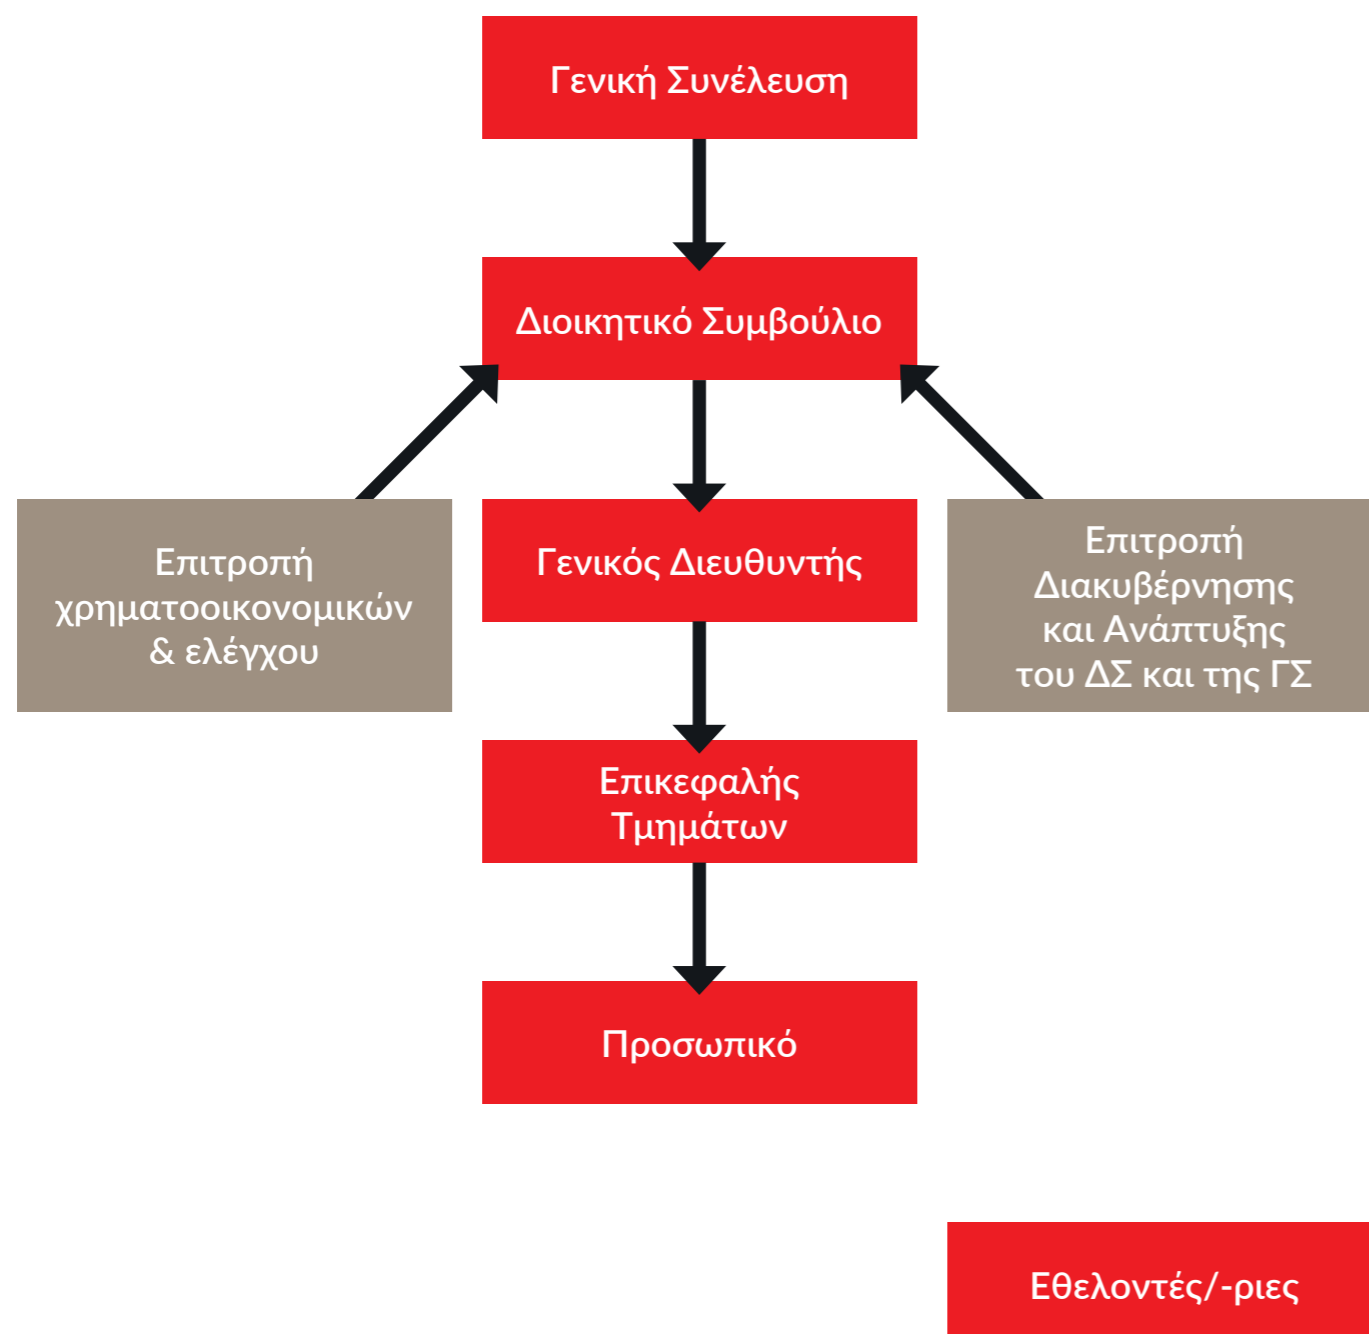 Γενική Συνέλευση
Διοικητικό Συμβούλιο
Επιτροπή
χρηματοοικονομικών
& ελέγχου
Γενικός Διευθυντής
Επιτροπή
Διακυβέρνησης
και Ανάπτυξης
του ΔΣ και της ΓΣ
Επικεφαλής
Τμημάτων
Προσωπικό
Εθελοντές/-ριες